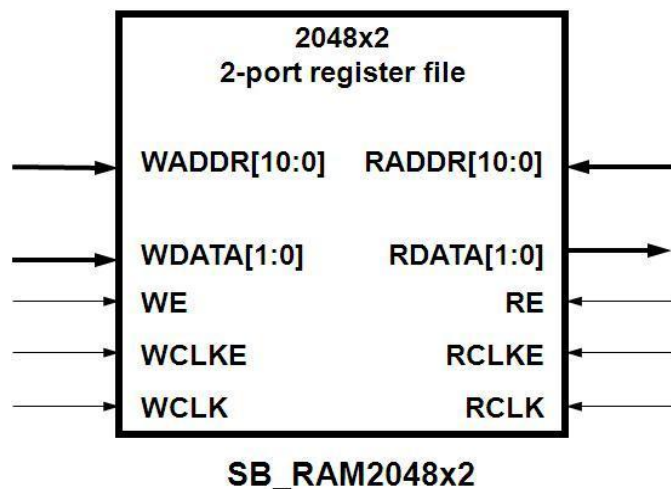 2048x2
2-port register file
WADDR[10:0] RADDR[10:0]
WDATA[1:0] RDATA[1:0]
WE RE
WCLKE RCLKE
WCLK RCLK
SB_RAM2048x2